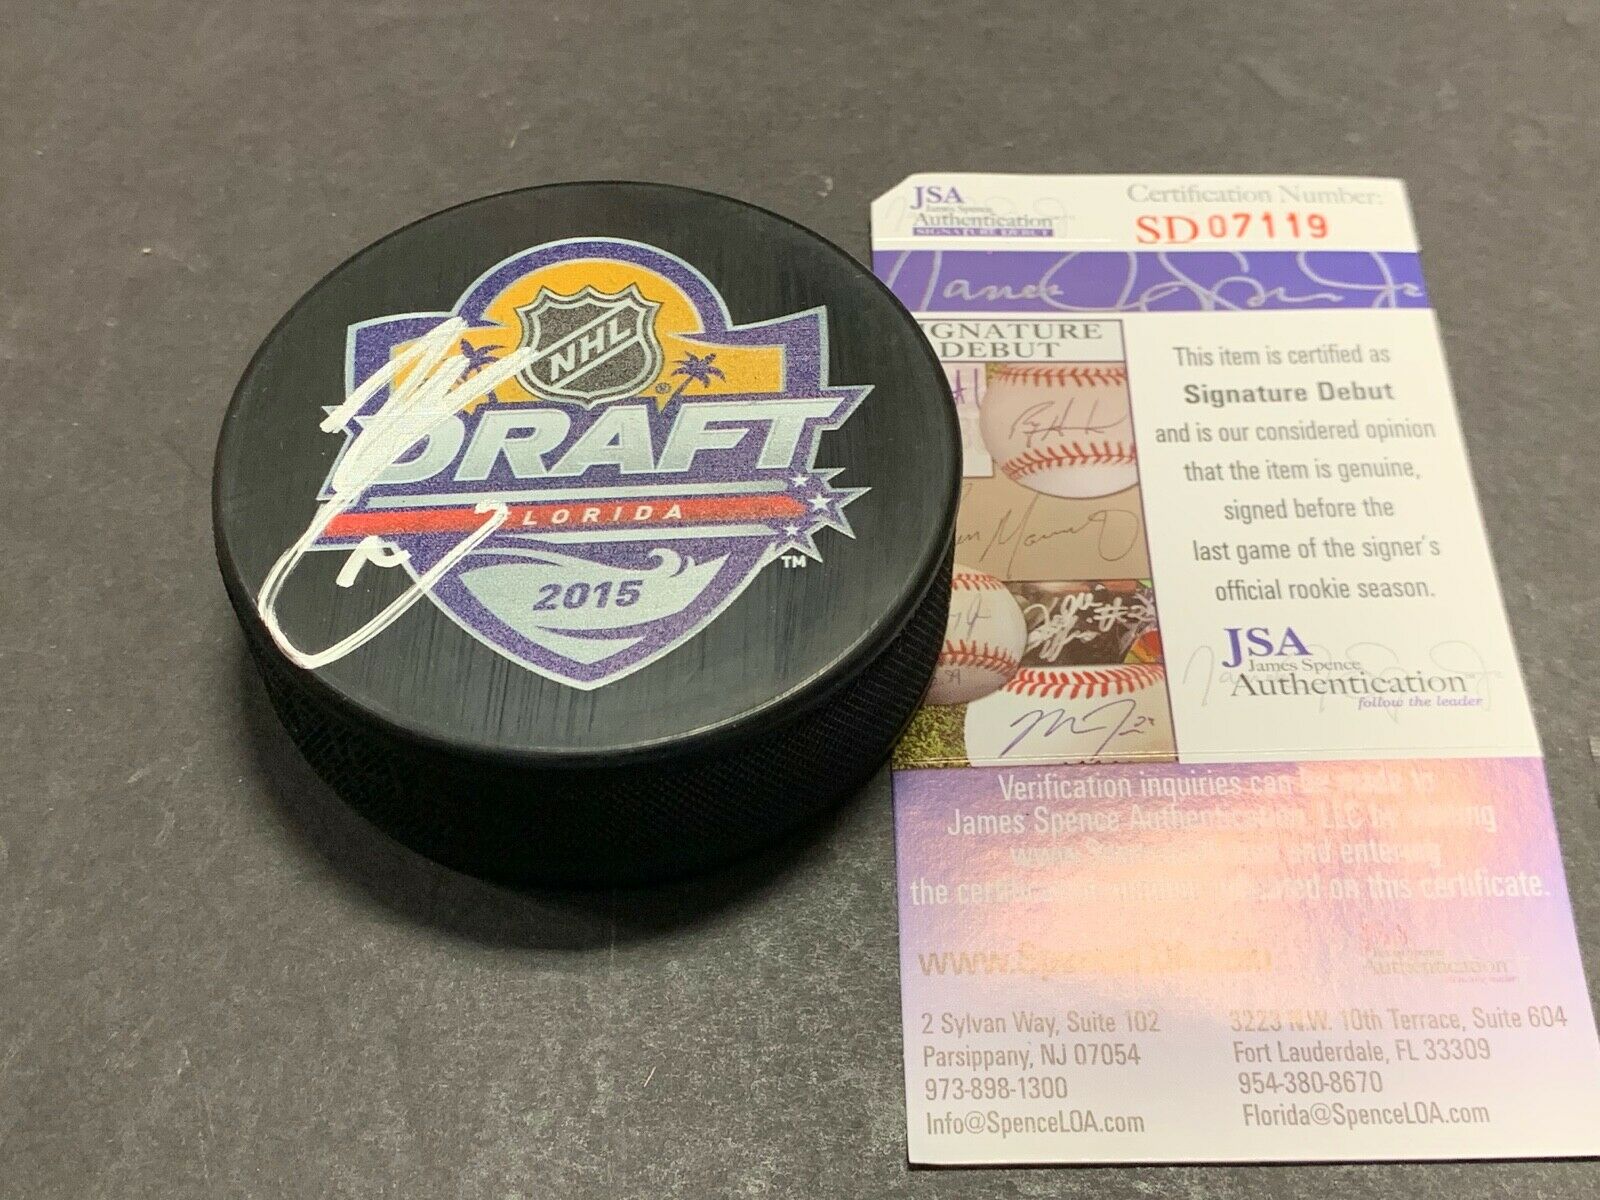 NHL
®
DRAFT
FLORIDA
TM
2015
JSA
James Spence
Authentication
SIGNATURE DEBUT
Certification Number:
SD07119
IGNATURE
DEBUT
This item is certified as
Signature Debut
and is our considered opinion
that the item is genuine,
signed before the
last game of the signer's
official rookie season.
JSA
James Spence
Authentication
follow the leader
Verification inquiries can be made to
James Spence Authentication, LLC by
www. and entering
the certification number on this certificate.
2 Sylvan Way, Suite 102
Parsippany, NJ 07054
973-898-1300
Info@SpenceLOA.com
3223 N.W. 10th Terrace, Suite 604
Fort Lauderdale, FL 33309
954-380-8670
Florida@SpenceLOA.com
Authentication